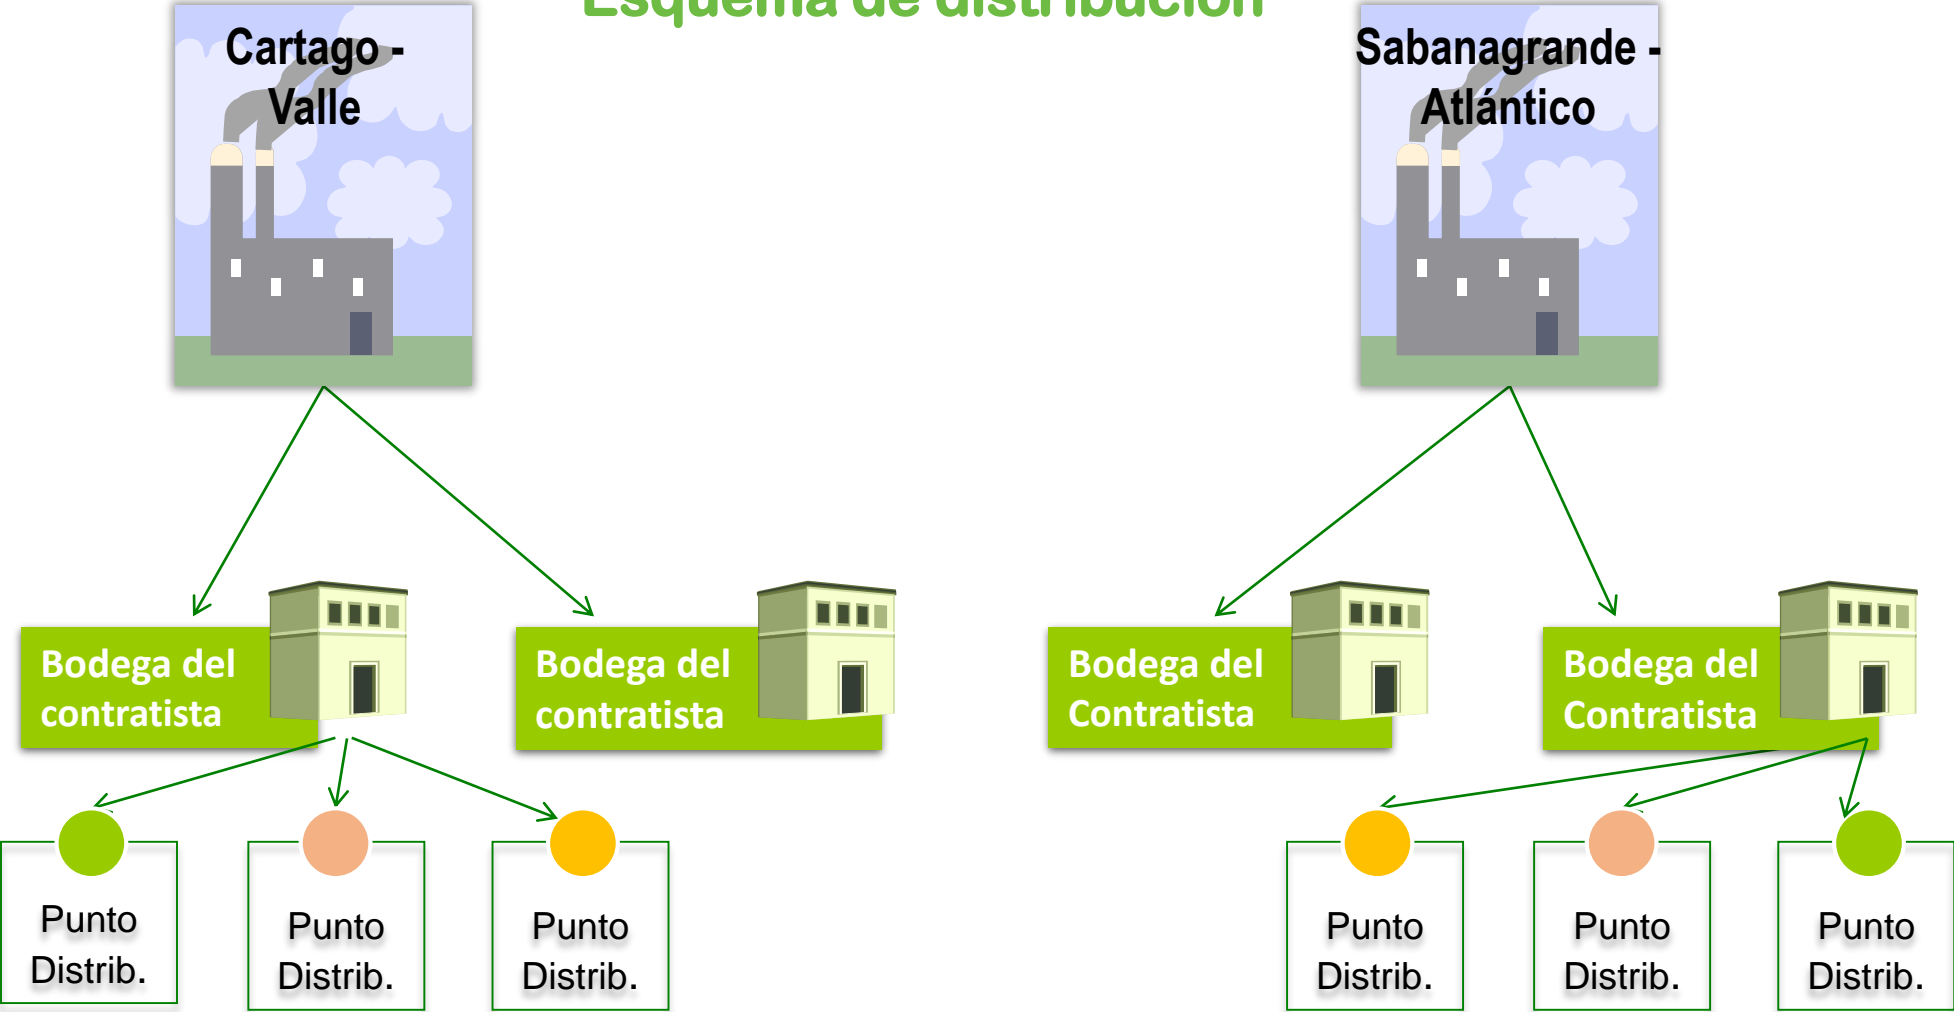 Esquema de distribución
Cartago -
Valle
Sabanagrande -
Atlántico
Bodega del
contratista
Bodega del
contratista
Bodega del
Contratista
Bodega del
Contratista
Punto
Distrib.
Punto
Distrib.
Punto
Distrib.
Punto
Distrib.
Punto
Distrib.
Punto
Distrib.